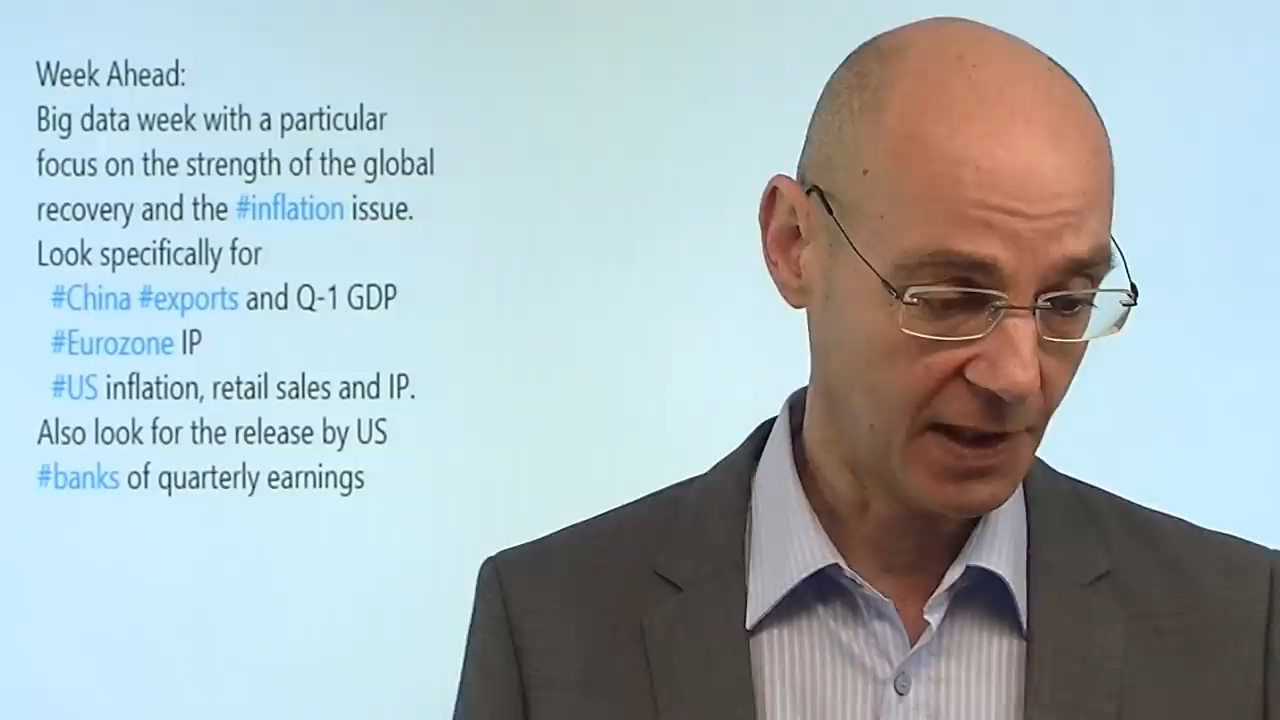 Week Ahead:
Big data week with a particular
focus on the strength of the global
recovery and the #inflation issue.
Look specifically for
#China #exports and Q-1 GDP
#Eurozone IP
#US inflation, retail sales and IP.
Also look for the release by US
#banks of quarterly earnings